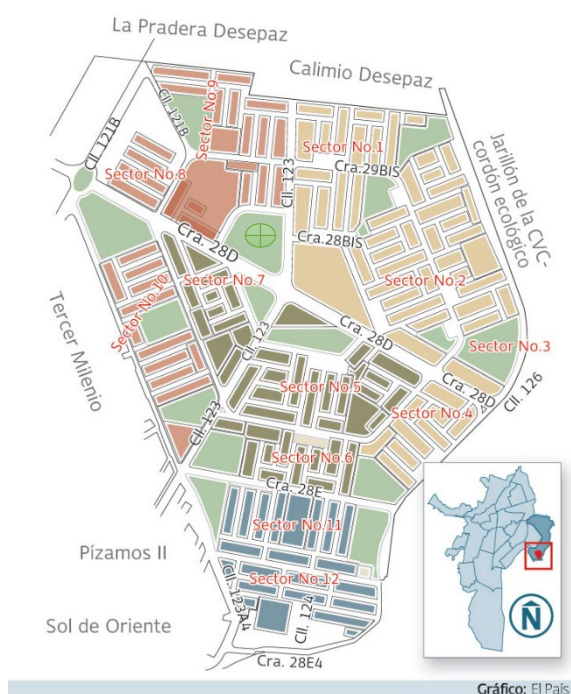 La Pradera Desepaz
Calimio Desepaz
Cll. 121B
Cll. 121B
Sector No.9
Cll. 123
Sector No.1
Cra.29BIS
Jarillón de la CVC-
cordón ecológico
Sector No.8
Cra. 28D
Cra.28BIS
Sector No.7
Sector No.2
Sector No.10
Tercer Milenio
Cll. 123
Cra. 28D
Sector No.3
Cra. 28D
Cll. 126
Sector No.5
Sector No.4
Cll. 123
Sector No.6
Cra. 28E
Sector No.11
Pízamos II
Sector No.12
Cll. 123A4
Cll. 124
Sol de Oriente
Cra. 28E4
N
Gráfico: El País